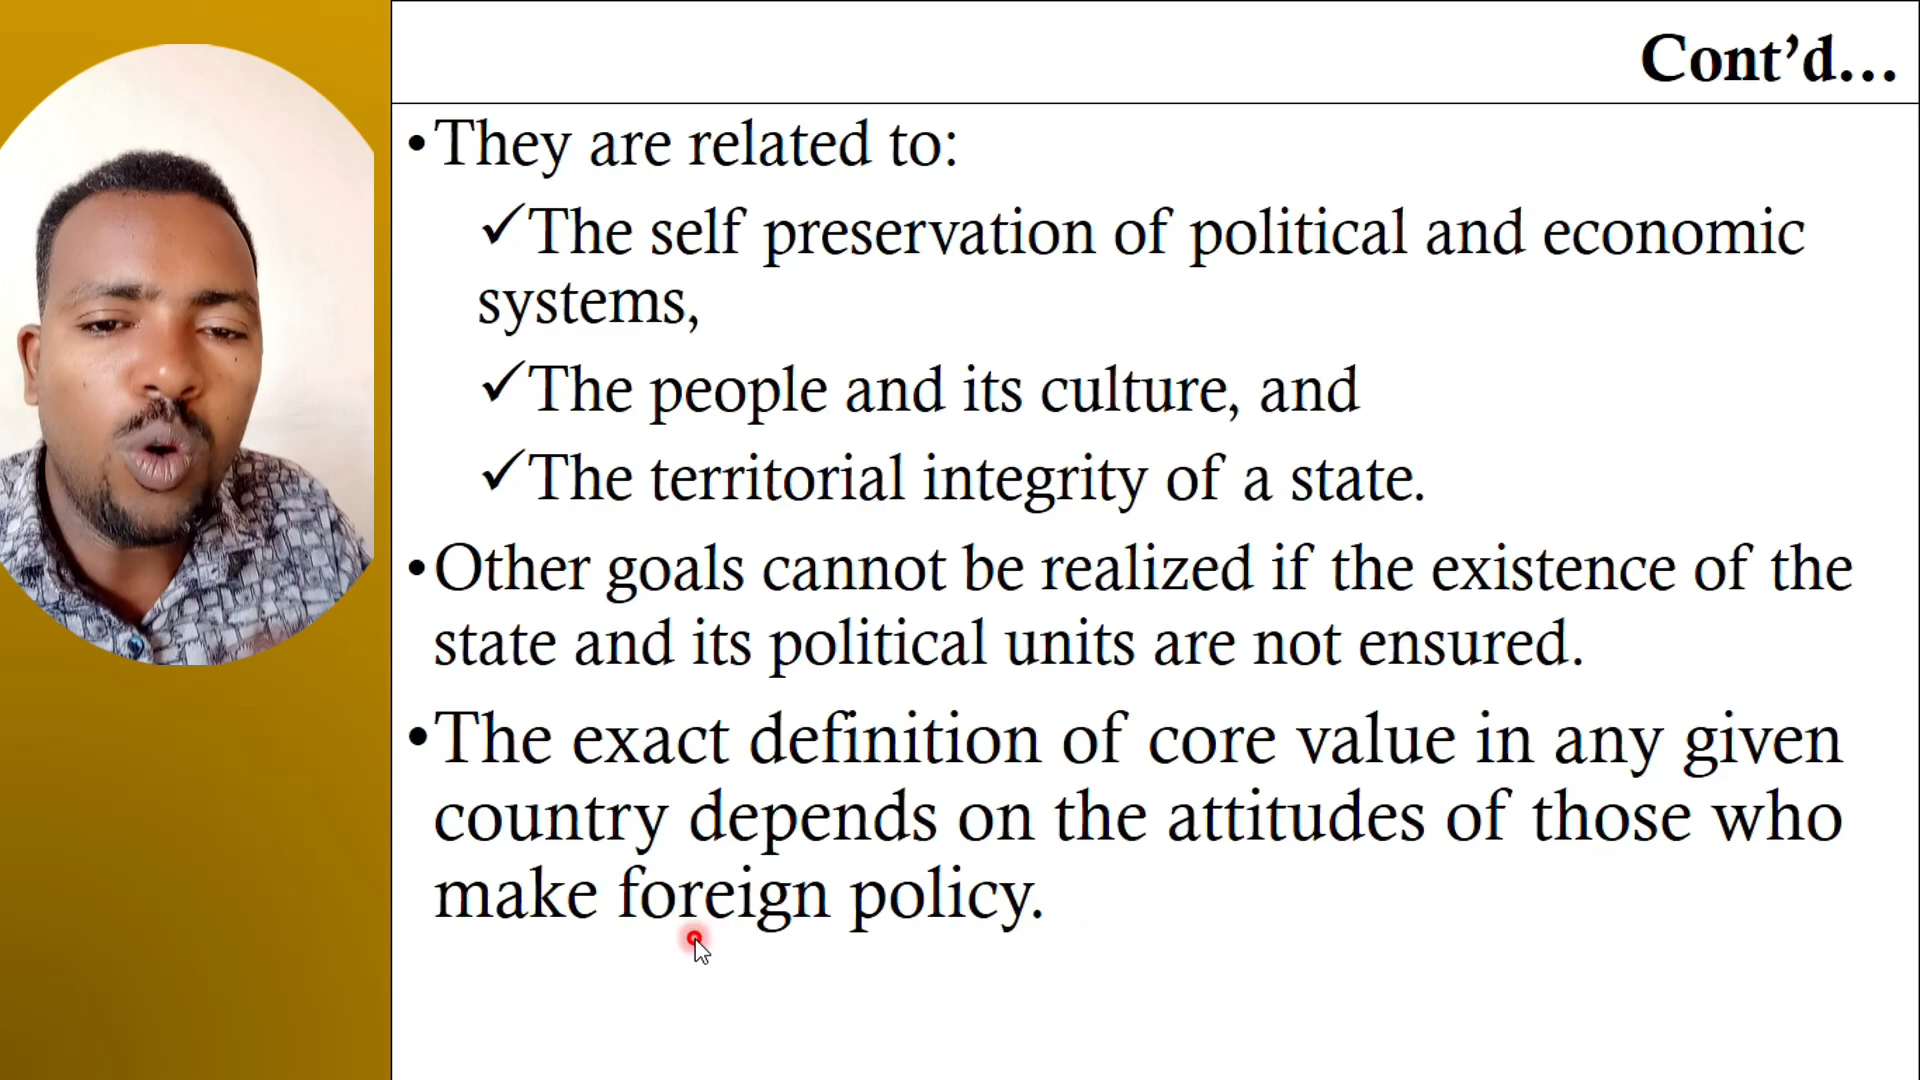 Cont’d…
•They are related to:
✓The self preservation of political and economic
systems,
✓The people and its culture, and
✓The territorial integrity of a state.
•Other goals cannot be realized if the existence of the
state and its political units are not ensured.
•The exact definition of core value in any given
country depends on the attitudes of those who
make foreign policy.